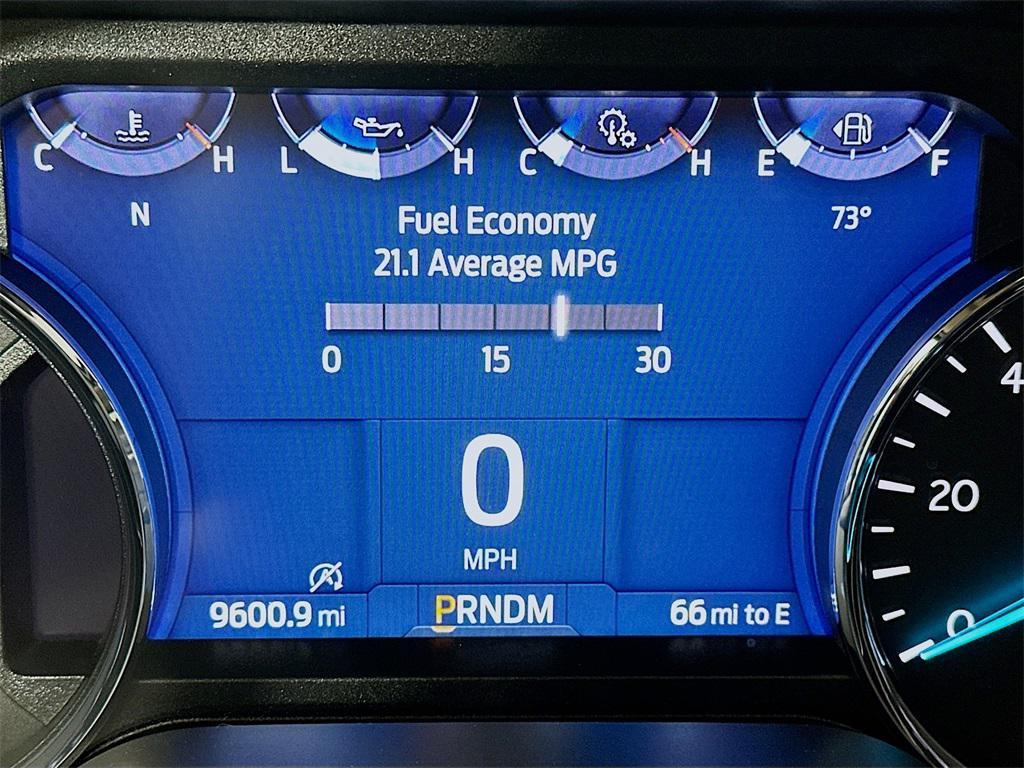 C H L H C H E F
N
73°
Fuel Economy
21.1 Average MPG
0 15 30
4
20
0
0
MPH
9600.9 mi
PRNDM
66 mi to E